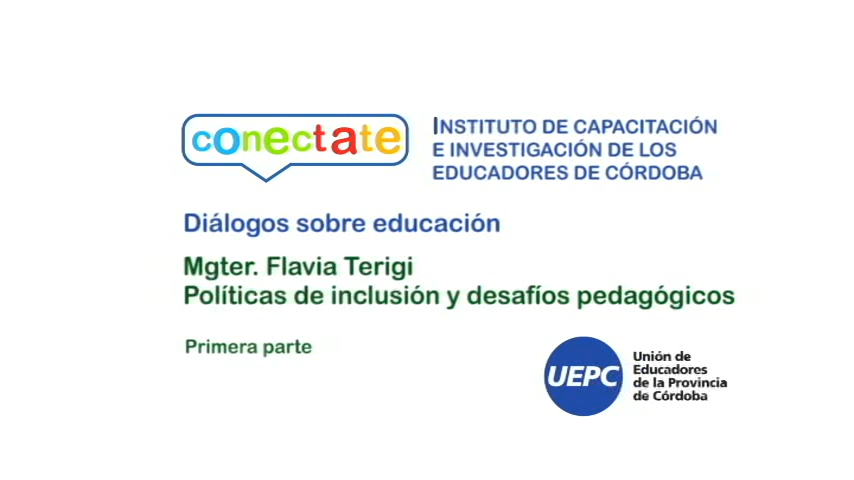 conectate
INSTITUTO DE CAPACITACIÓN
E INVESTIGACIÓN DE LOS
EDUCADORES DE CÓRDOBA
Diálogos sobre educación
Mgter. Flavia Terigi
Políticas de inclusión y desafíos pedagógicos
Primera parte
UEPC
Unión de
Educadores
de la Provincia
de Córdoba